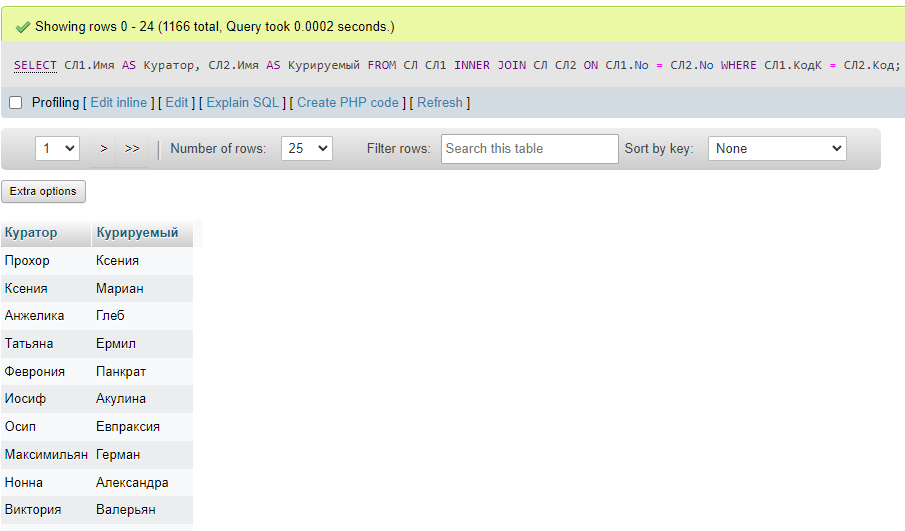 Showing rows 0 - 24 (1166 total, Query took 0.0002 seconds.)
SELECT СЛ1.Имя AS Куратор, СЛ2.Имя AS Курируемый FROM СЛ СЛ1 INNER JOIN СЛ СЛ2 ON СЛ1.No = СЛ2.No WHERE СЛ1.КодК = СЛ2.Код;
Profiling [ Edit inline ] [ Edit ] [ Explain SQL ] [ Create PHP code ] [ Refresh ]
1 > >> | Number of rows: 25 Filter rows: Search this table Sort by key: None
Extra options
Куратор Курируемый
Прохор Ксения
Ксения Мариан
Анжелика Глеб
Татьяна Ермил
Феврония Панкрат
Иосиф Акулина
Осип Евпраксия
Максимильян Герман
Нонна Александра
Виктория Валерьян